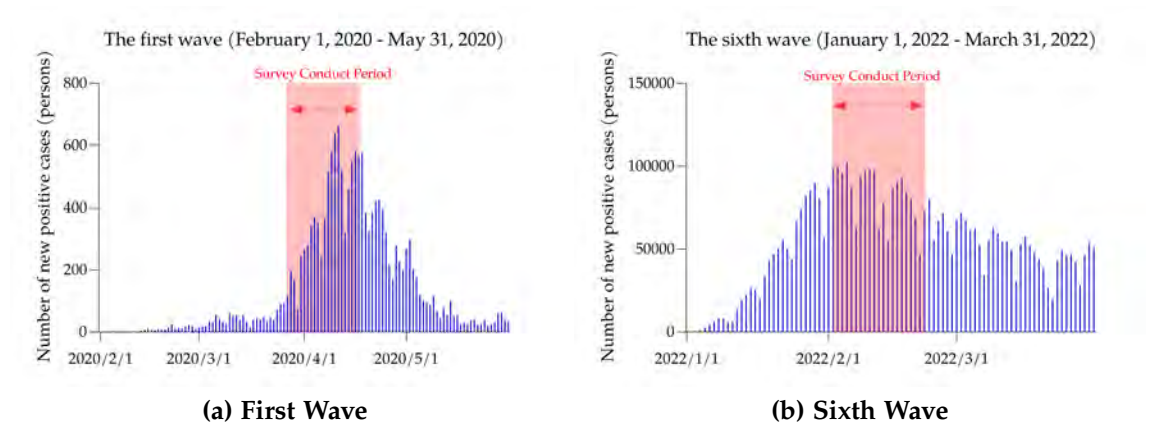 The first wave (February 1, 2020 - May 31, 2020)
Survey Conduct Period
Number of new positive cases (persons)
800
600
400
200
0
2020/2/1 2020/3/1 2020/4/1 2020/5/1
(a) First Wave
The sixth wave (January 1, 2022 - March 31, 2022)
Survey Conduct Period
Number of new positive cases (persons)
150000
100000
50000
0
2022/1/1 2022/2/1 2022/3/1
(b) Sixth Wave